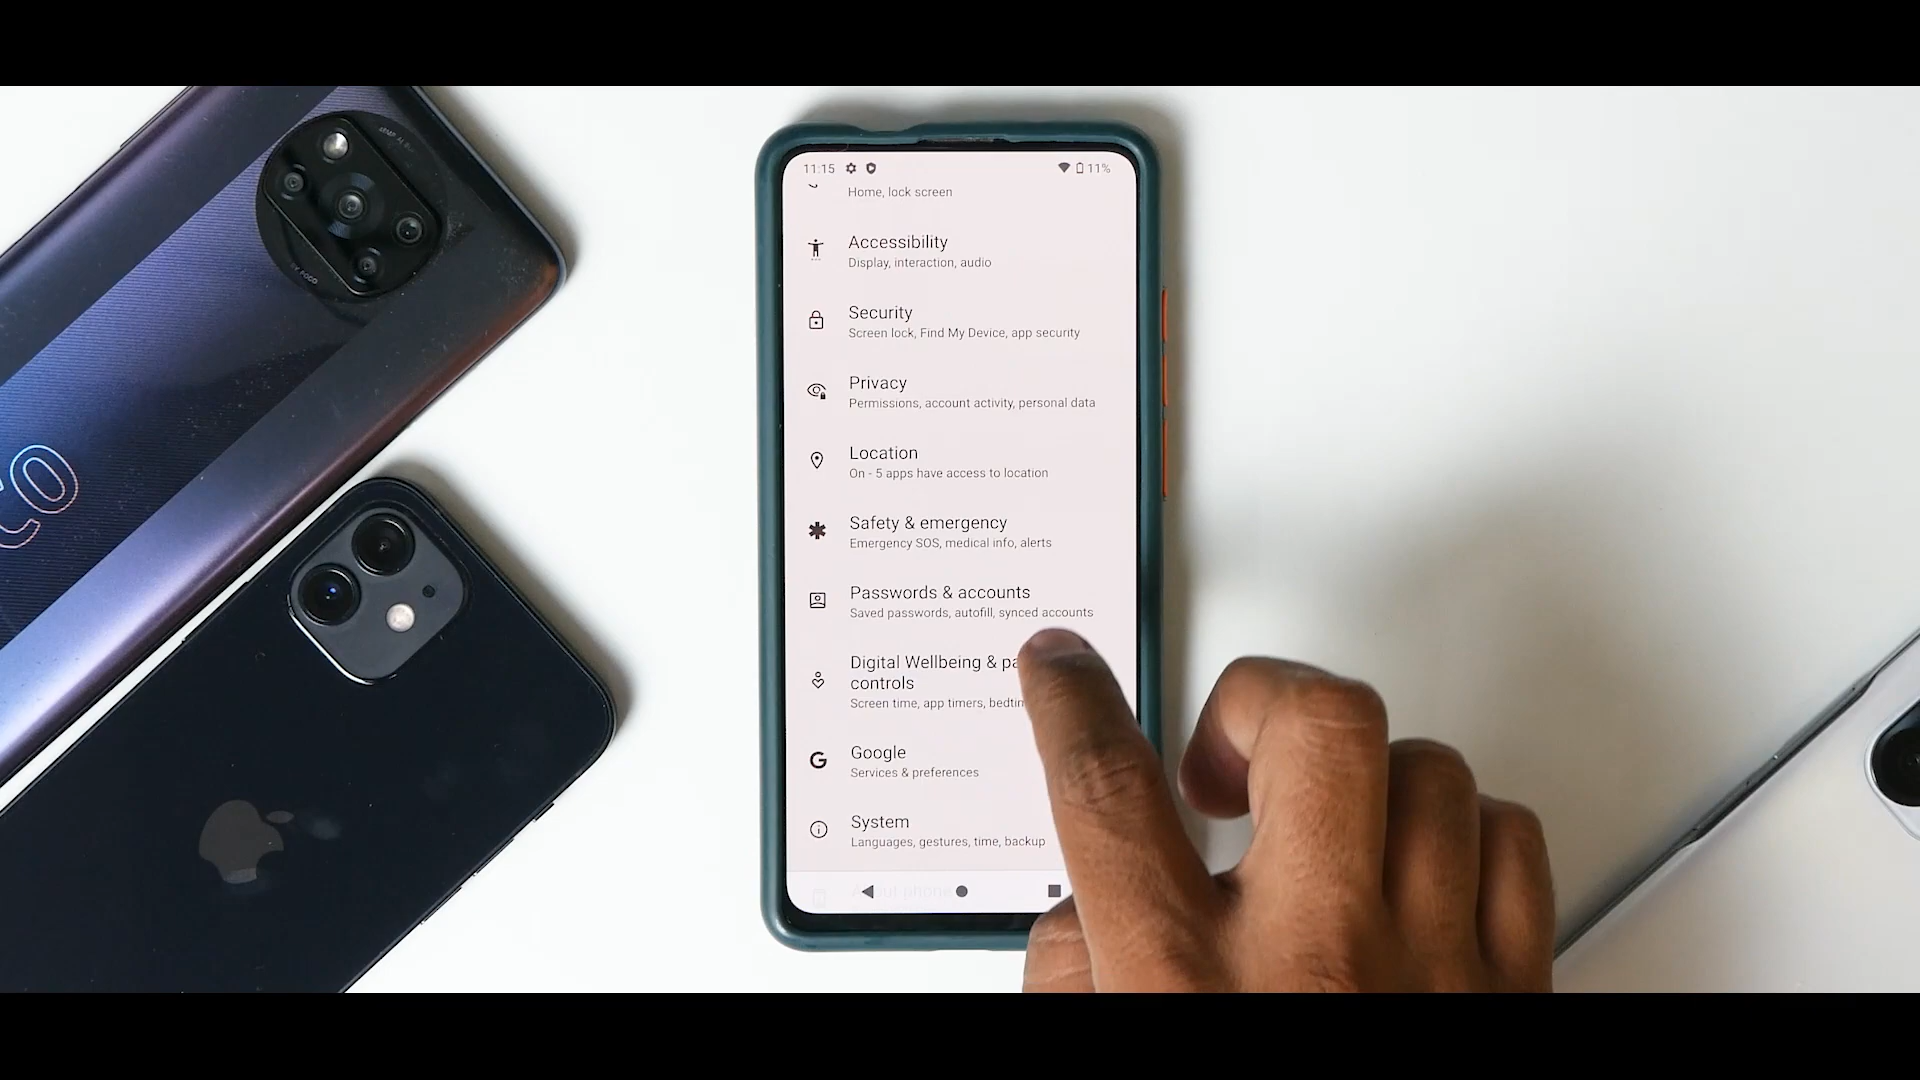 11:15
11%
Home, lock screen
Accessibility
Display, interaction, audio
Security
Screen lock, Find My Device, app security
Privacy
Permissions, account activity, personal data
Location
On - 5 apps have access to location
Safety & emergency
Emergency SOS, medical info, alerts
Passwords & accounts
Saved passwords, autofill, synced accounts
Digital Wellbeing &
controls
Screen time, app timers,
Google
Services & preferences
System
Languages, gestures, time, backup
phone
BY POCO